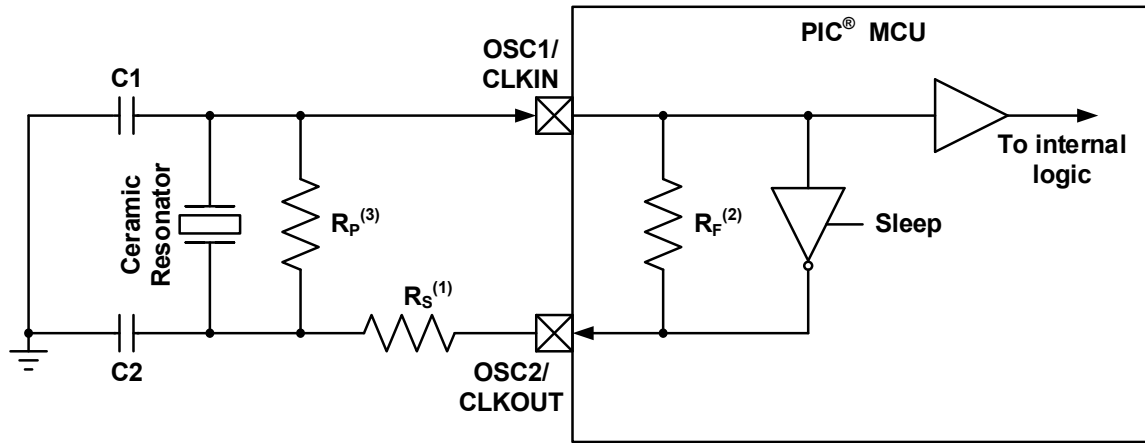 PIC® MCU
OSC1/
CLKIN
C1
To internal
logic
Ceramic
Resonator
RP(3)
RF(2)
Sleep
RS(1)
C2
OSC2/
CLKOUT